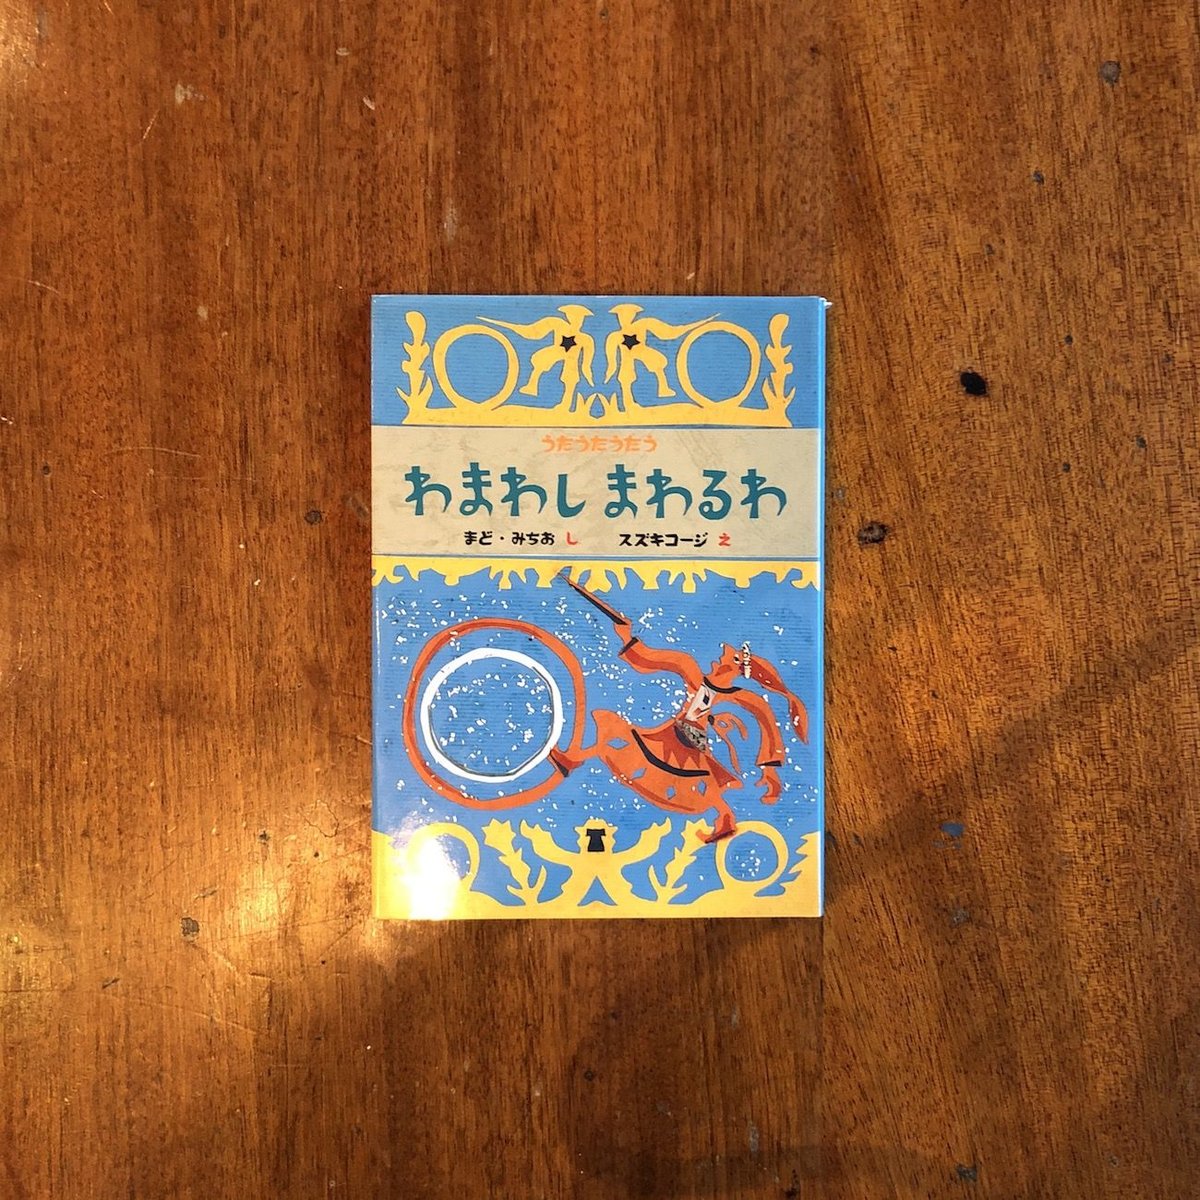 うたうたうたう
わまわし まわるわ
まど・みちお し スズキコージ え